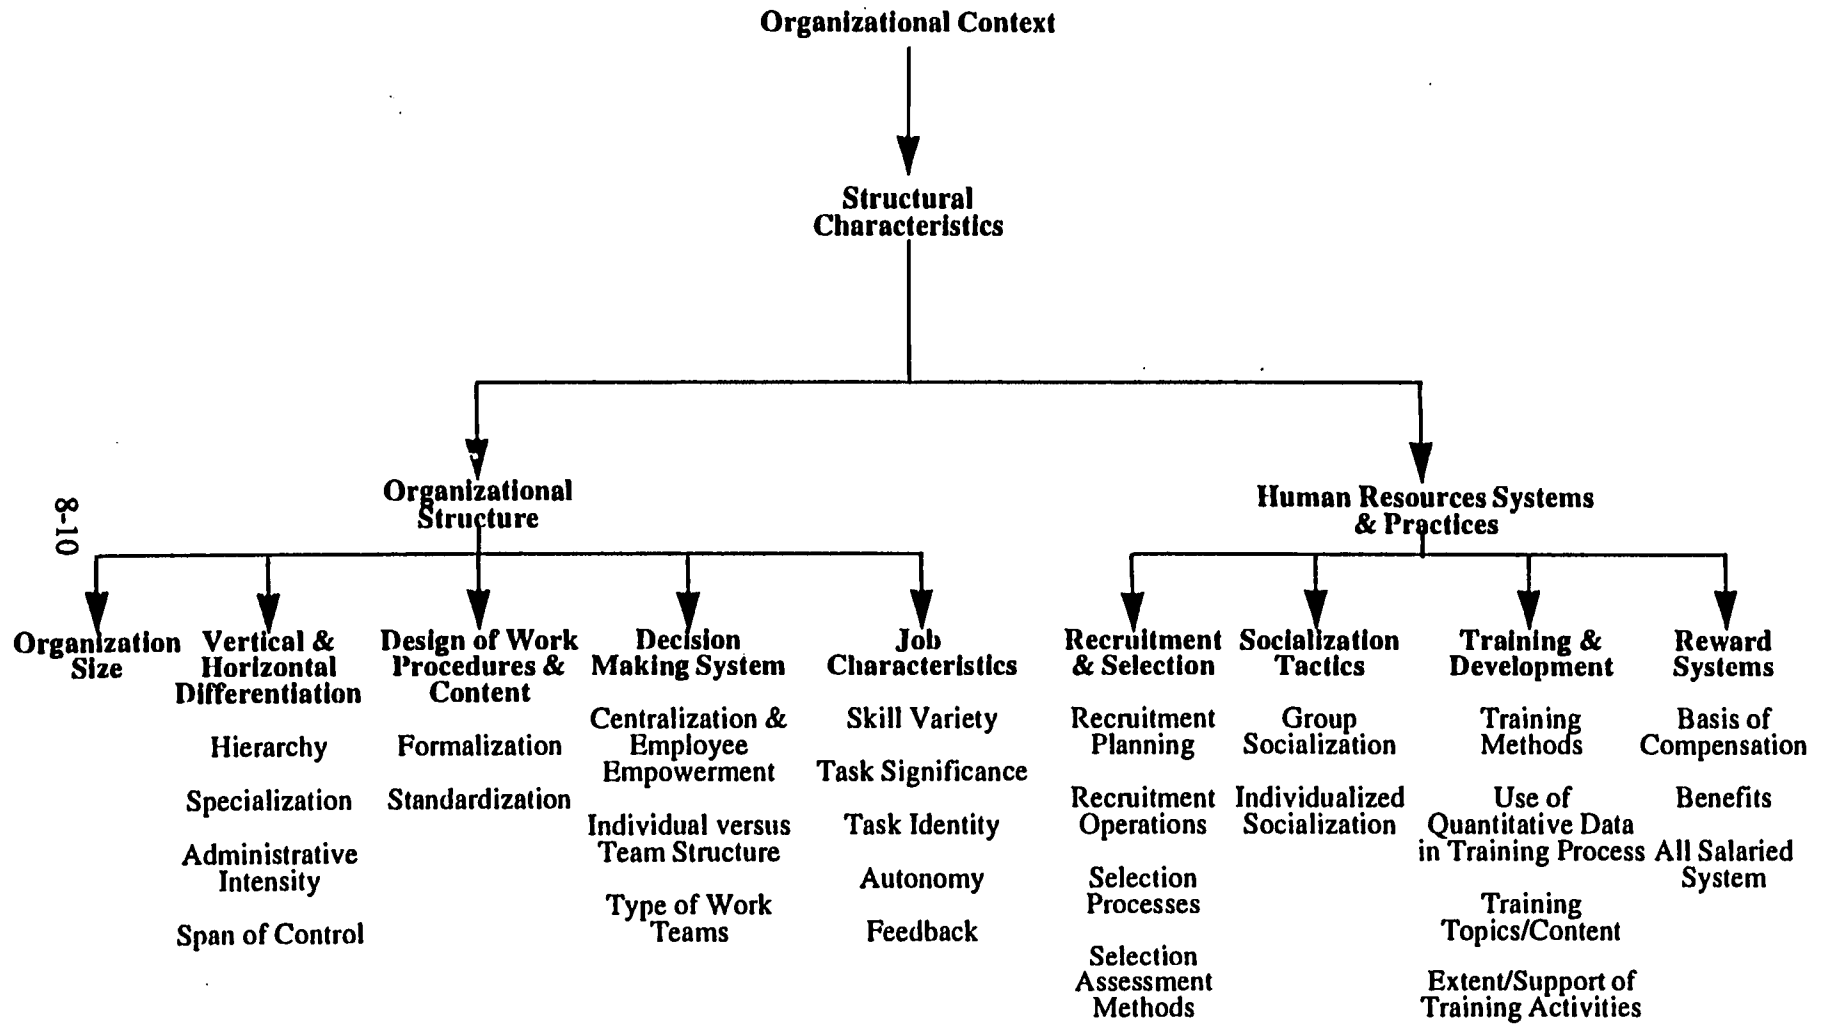 Organizational Context
Structural
Characteristics
Organizational
Structure
Human Resources Systems
& Practices
8-10
Organization
Size
Vertical &
Horizontal
Differentiation
Hierarchy
Specialization
Administrative
Intensity
Span of Control
Design of Work
Procedures &
Content
Formalization
Standardization
Decision
Making System
Centralization &
Employee
Empowerment
Individual versus
Team Structure
Type of Work
Teams
Job
Characteristics
Skill Variety
Task Significance
Task Identity
Autonomy
Feedback
Recruitment
& Selection
Recruitment
Planning
Recruitment
Operations
Selection
Processes
Selection
Assessment
Methods
Socialization
Tactics
Group
Socialization
Individualized
Socialization
Training &
Development
Training
Methods
Use of
Quantitative Data
in Training Process
Training
Topics/Content
Extent/Support of
Training Activities
Reward
Systems
Basis of
Compensation
Benefits
All Salaried
System